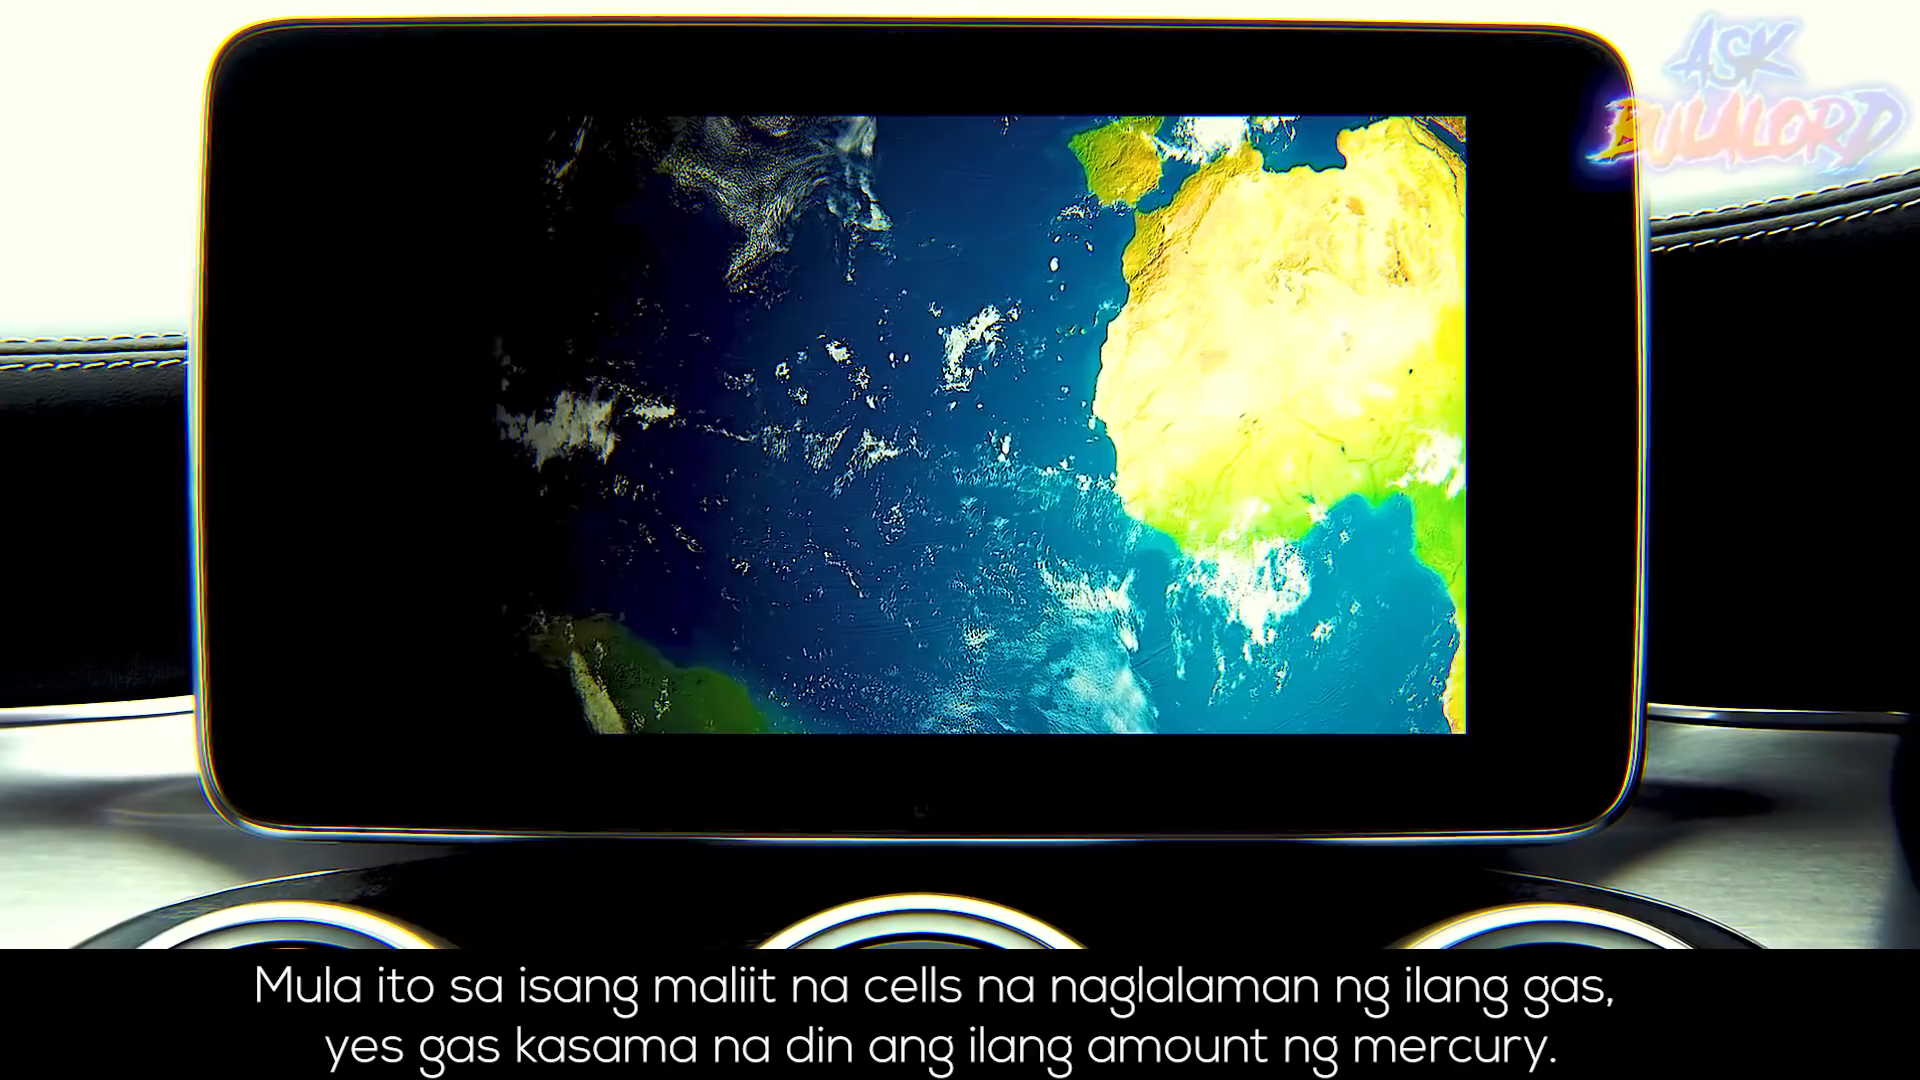 ASK
BULALORD
Mula ito sa isang maliit na cells na naglalaman ng ilang gas,
yes gas kasama na din ang ilang amount ng mercury.